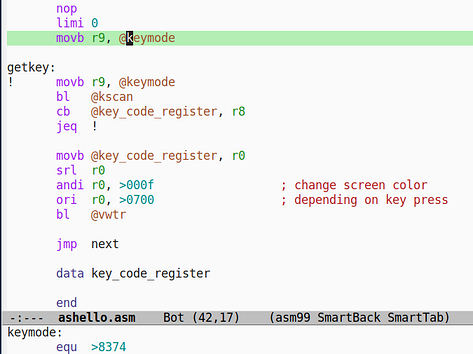 nop
limi 0
movb r9, @keymode
getkey:
! movb r9, @keymode
bl @kscan
cb @key_code_register, r8
jeq !
movb @key_code_register, r0
srl r0
andi r0, >000f ; change screen color
ori r0, >0700 ; depending on key press
bl @vwtr
jmp next
data key_code_register
end
-:--- ashello.asm Bot (42,17) (asm99 SmartBack SmartTab)
keymode:
equ >8374